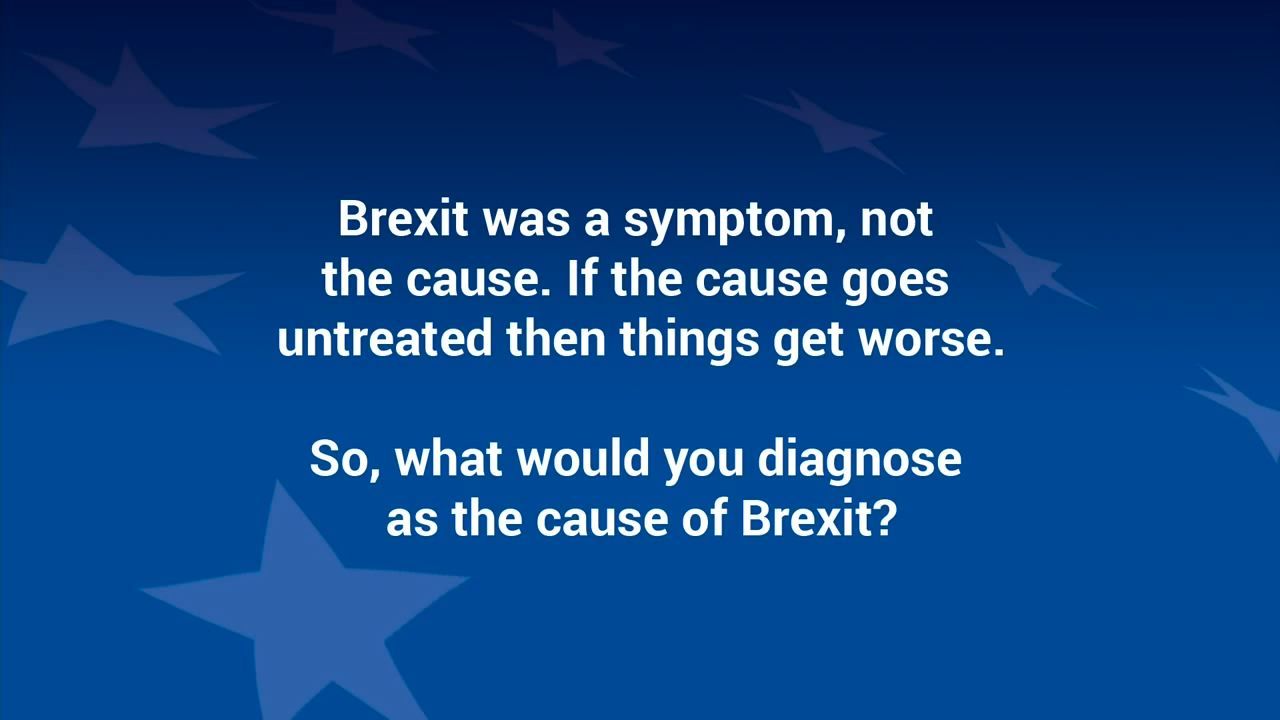 Brexit was a symptom, not
the cause. If the cause goes
untreated then things get worse.
So, what would you diagnose
as the cause of Brexit?